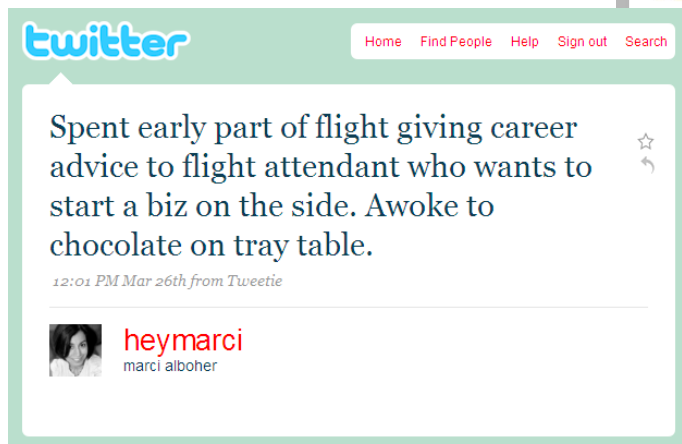 twitter
Home Find People Help Sign out Search
Spent early part of flight giving career
advice to flight attendant who wants to
start a biz on the side. Awoke to
chocolate on tray table.
12:01 PM Mar 26th from Tweetie
heymarci
marci alboher